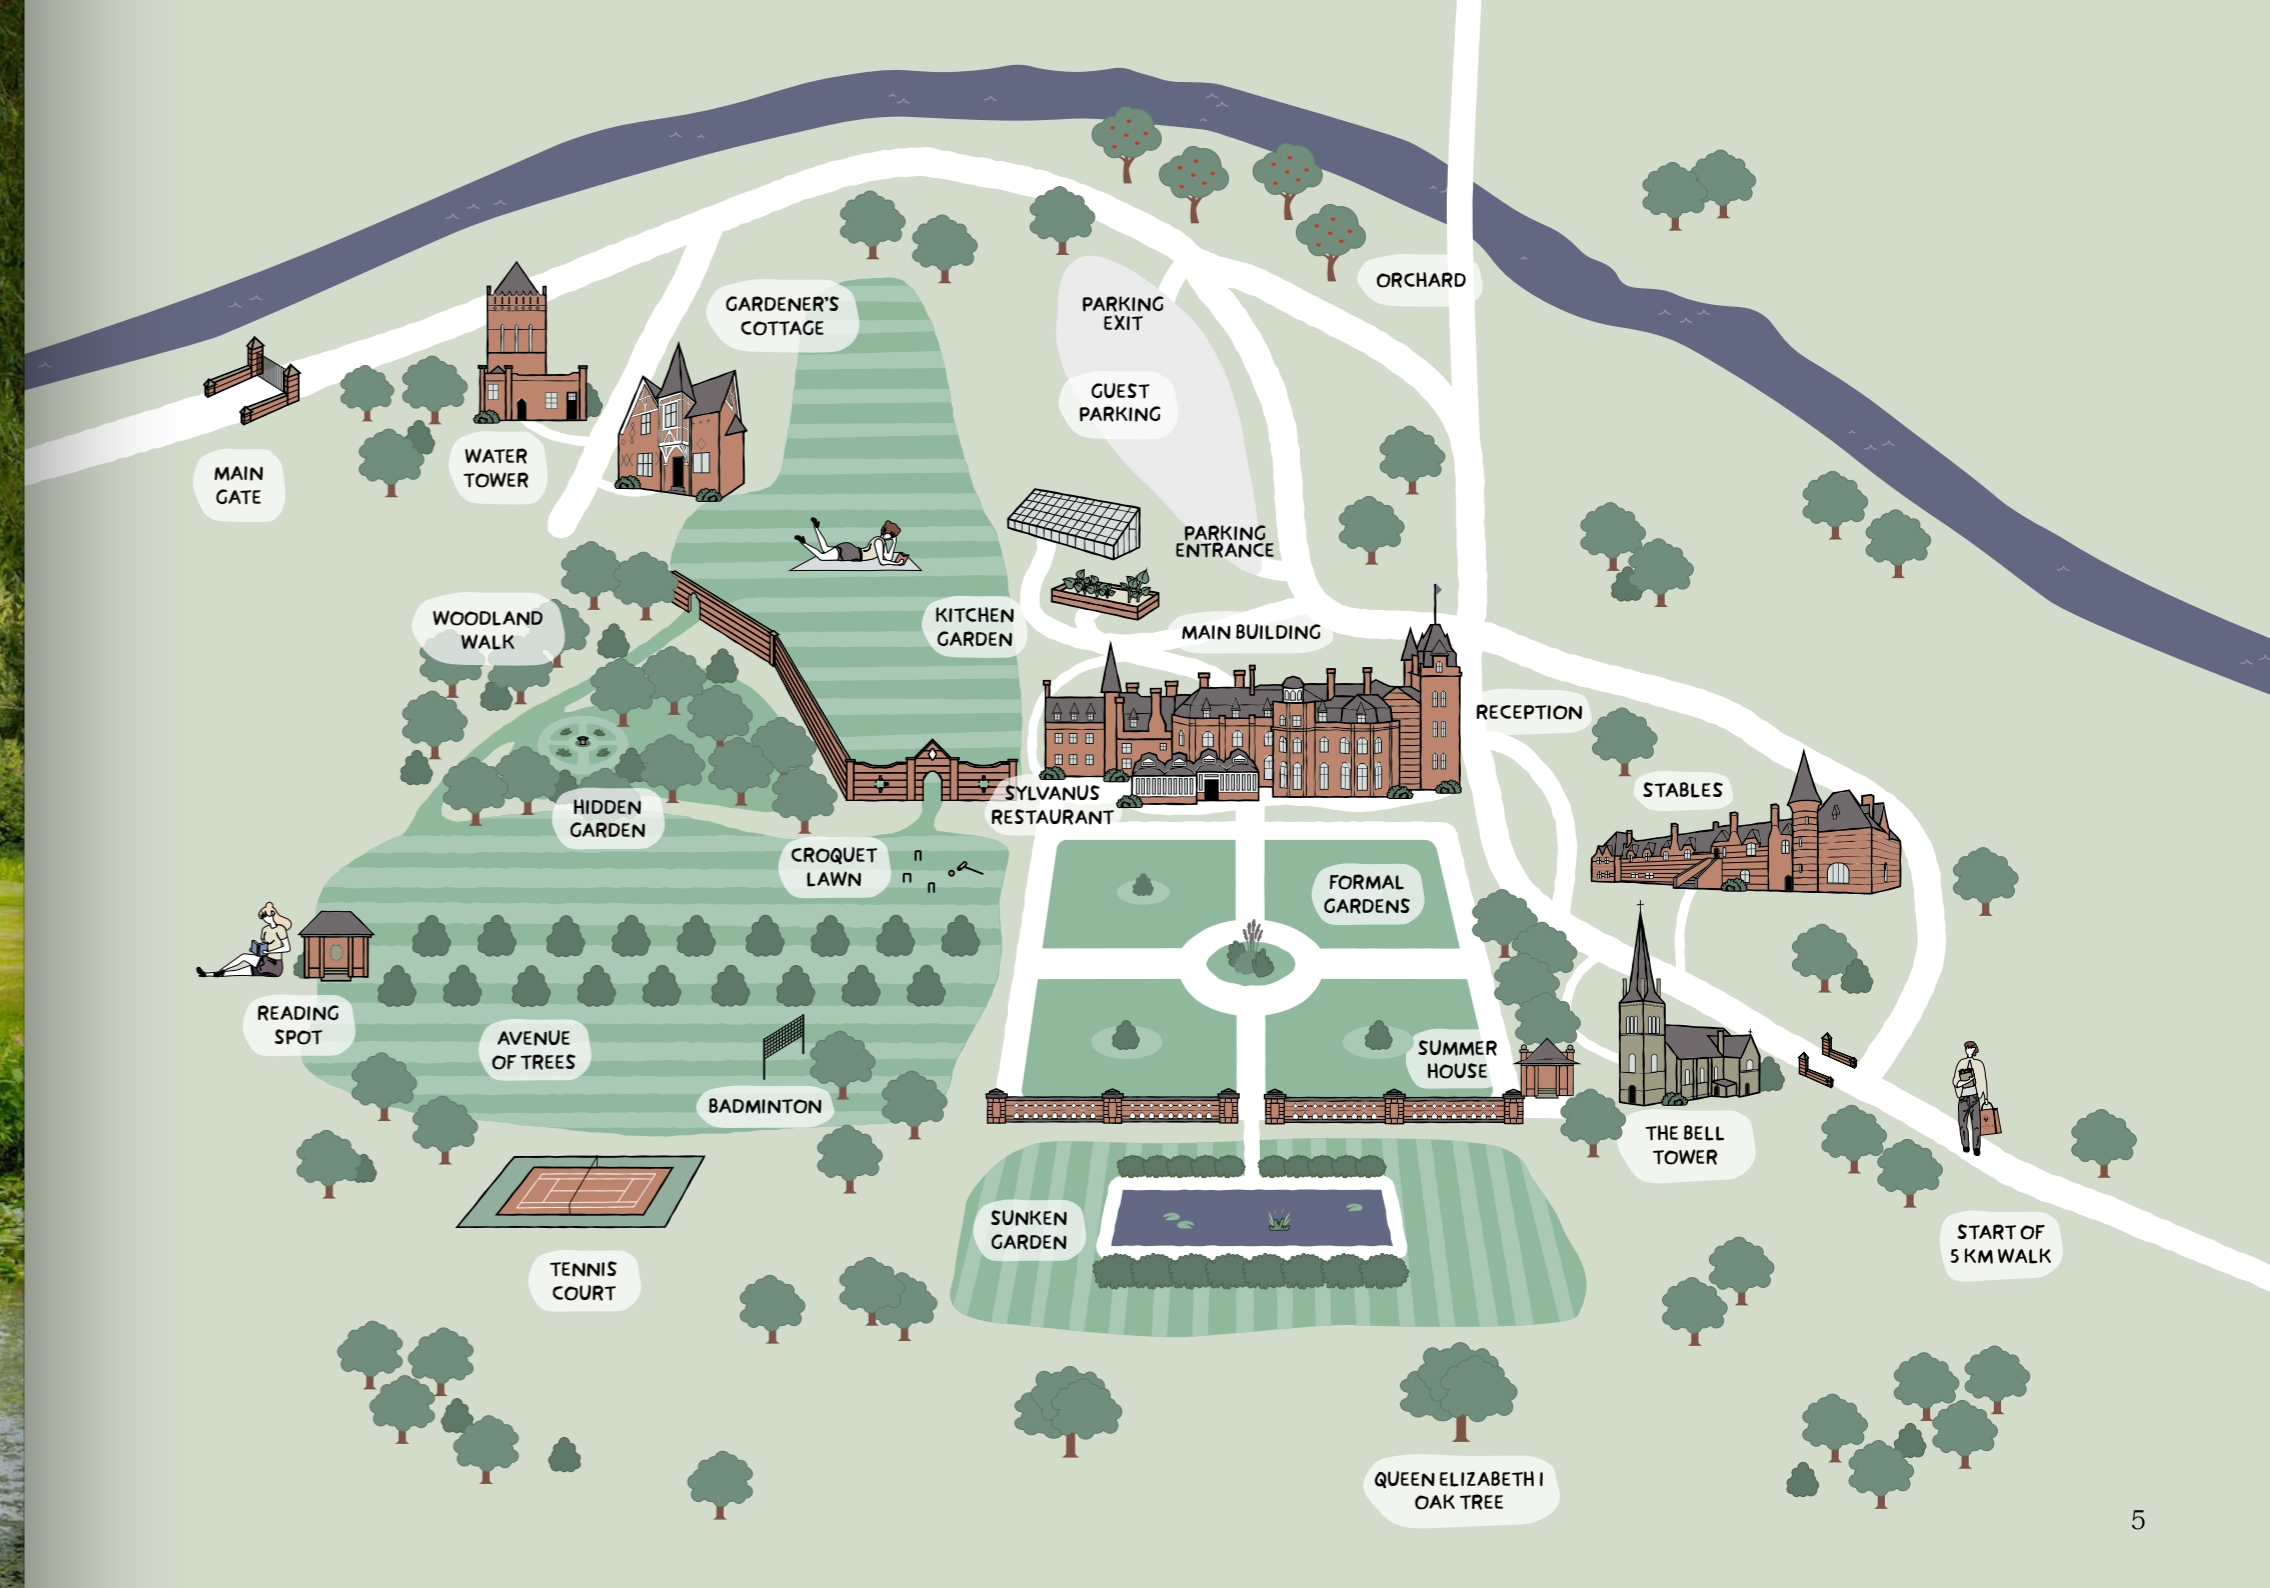 ORCHARD
GARDENER'S
COTTAGE
PARKING
EXIT
GUEST
PARKING
MAIN
GATE
WATER
TOWER
PARKING
ENTRANCE
WOODLAND
WALK
KITCHEN
GARDEN
MAIN BUILDING
RECEPTION
STABLES
HIDDEN
GARDEN
SYLVANUS
RESTAURANT
CROQUET
LAWN
FORMAL
GARDENS
READING
SPOT
AVENUE
OF TREES
BADMINTON
SUMMER
HOUSE
THE BELL
TOWER
SUNKEN
GARDEN
START OF
5 KM WALK
TENNIS
COURT
QUEEN ELIZABETH I
OAK TREE
5